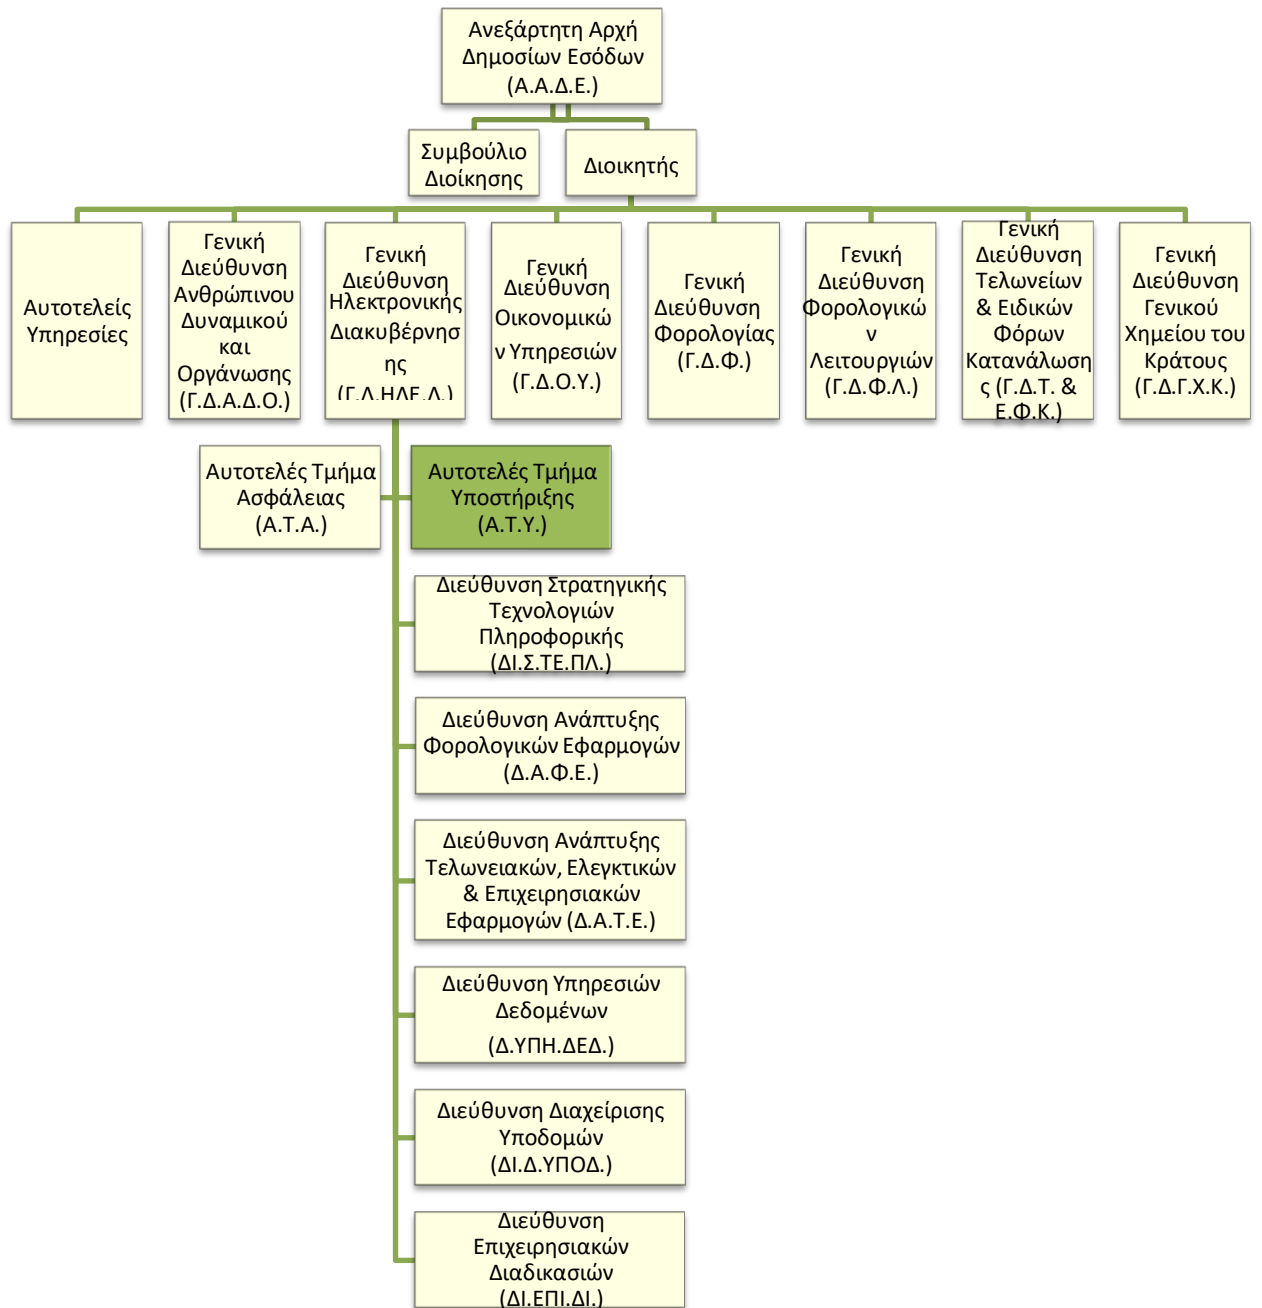 Ανεξάρτητη Αρχή
Δημοσίων Εσόδων
(Α.Α.Δ.Ε.)
Συμβούλιο
Διοίκησης
Διοικητής
Αυτοτελείς
Υπηρεσίες
Γενική
Διεύθυνση
Ανθρώπινου
Δυναμικού
και
Οργάνωσης
(Γ.Δ.Α.Δ.Ο.)
Γενική
Διεύθυνση
Ηλεκτρονικής
Διακυβέρνησ
ης
(Γ.Δ.ΗΛΕ.Δ.)
Γενική
Διεύθυνση
Οικονομικώ
ν Υπηρεσιών
(Γ.Δ.Ο.Υ.)
Γενική
Διεύθυνση
Φορολογίας
(Γ.Δ.Φ.)
Γενική
Διεύθυνση
Φορολογικώ
ν
Λειτουργιών
(Γ.Δ.Φ.Λ.)
Γενική
Διεύθυνση
Τελωνείων
& Ειδικών
Φόρων
Κατανάλωση
ς (Γ.Δ.Τ. &
Ε.Φ.Κ.)
Γενική
Διεύθυνση
Γενικού
Χημείου του
Κράτους
(Γ.Δ.Γ.Χ.Κ.)
Αυτοτελές Τμήμα
Ασφάλειας
(Α.Τ.Α.)
Αυτοτελές Τμήμα
Υποστήριξης
(Α.Τ.Υ.)
Διεύθυνση Στρατηγικής
Τεχνολογιών
Πληροφορικής
(ΔΙ.Σ.ΤΕ.ΠΛ.)
Διεύθυνση Ανάπτυξης
Φορολογικών Εφαρμογών
(Δ.Α.Φ.Ε.)
Διεύθυνση Ανάπτυξης
Τελωνειακών, Ελεγκτικών
& Επιχειρησιακών
Εφαρμογών (Δ.Α.Τ.Ε.)
Διεύθυνση Υπηρεσιών
Δεδομένων
(Δ.ΥΠΗ.ΔΕΔ.)
Διεύθυνση Διαχείρισης
Υποδομών
(ΔΙ.Δ.ΥΠΟΔ.)
Διεύθυνση
Επιχειρησιακών
Διαδικασιών
(ΔΙ.ΕΠΙ.ΔΙ.)